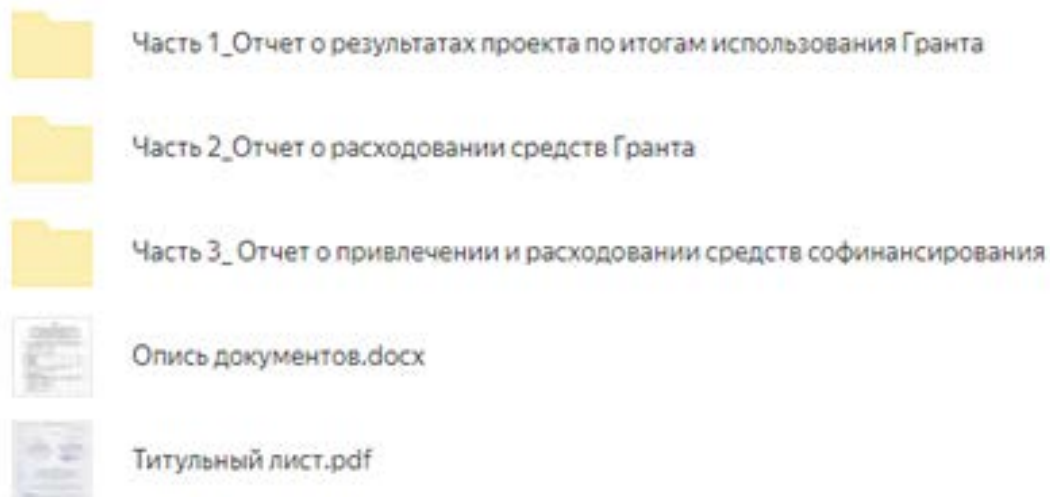 Часть 1_Отчет о результатах проекта по итогам использования Гранта
Часть 2_Отчет о расходовании средств Гранта
Часть 3_ Отчет о привлечении и расходовании средств софинансирования
Опись документов.docx
Титульный лист.pdf